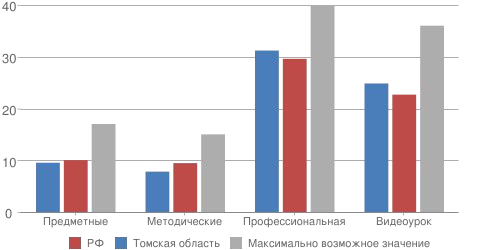 40
30
20
10
0
Предметные Методические Профессиональная Видеоурок
РФ Томская область Максимально возможное значение